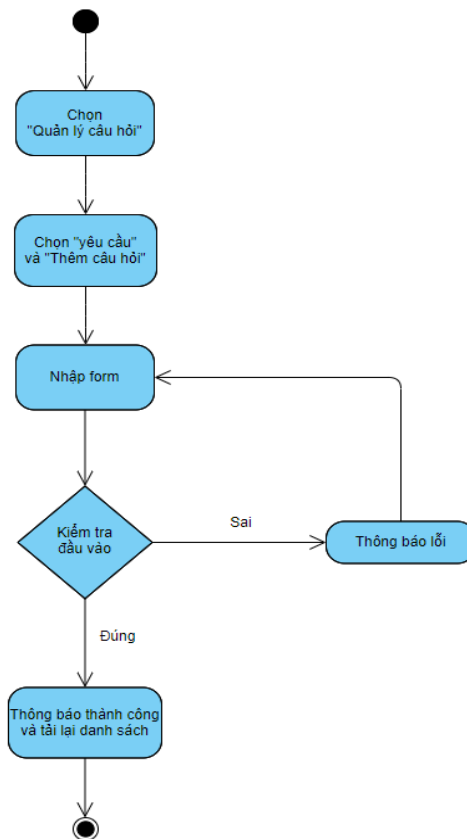 Chọn
"Quản lý câu hỏi"
Chọn "yêu cầu"
và "Thêm câu hỏi"
Nhập form
Kiểm tra
đầu vào
Sai
Thông báo lỗi
Đúng
Thông báo thành công
và tải lại danh sách